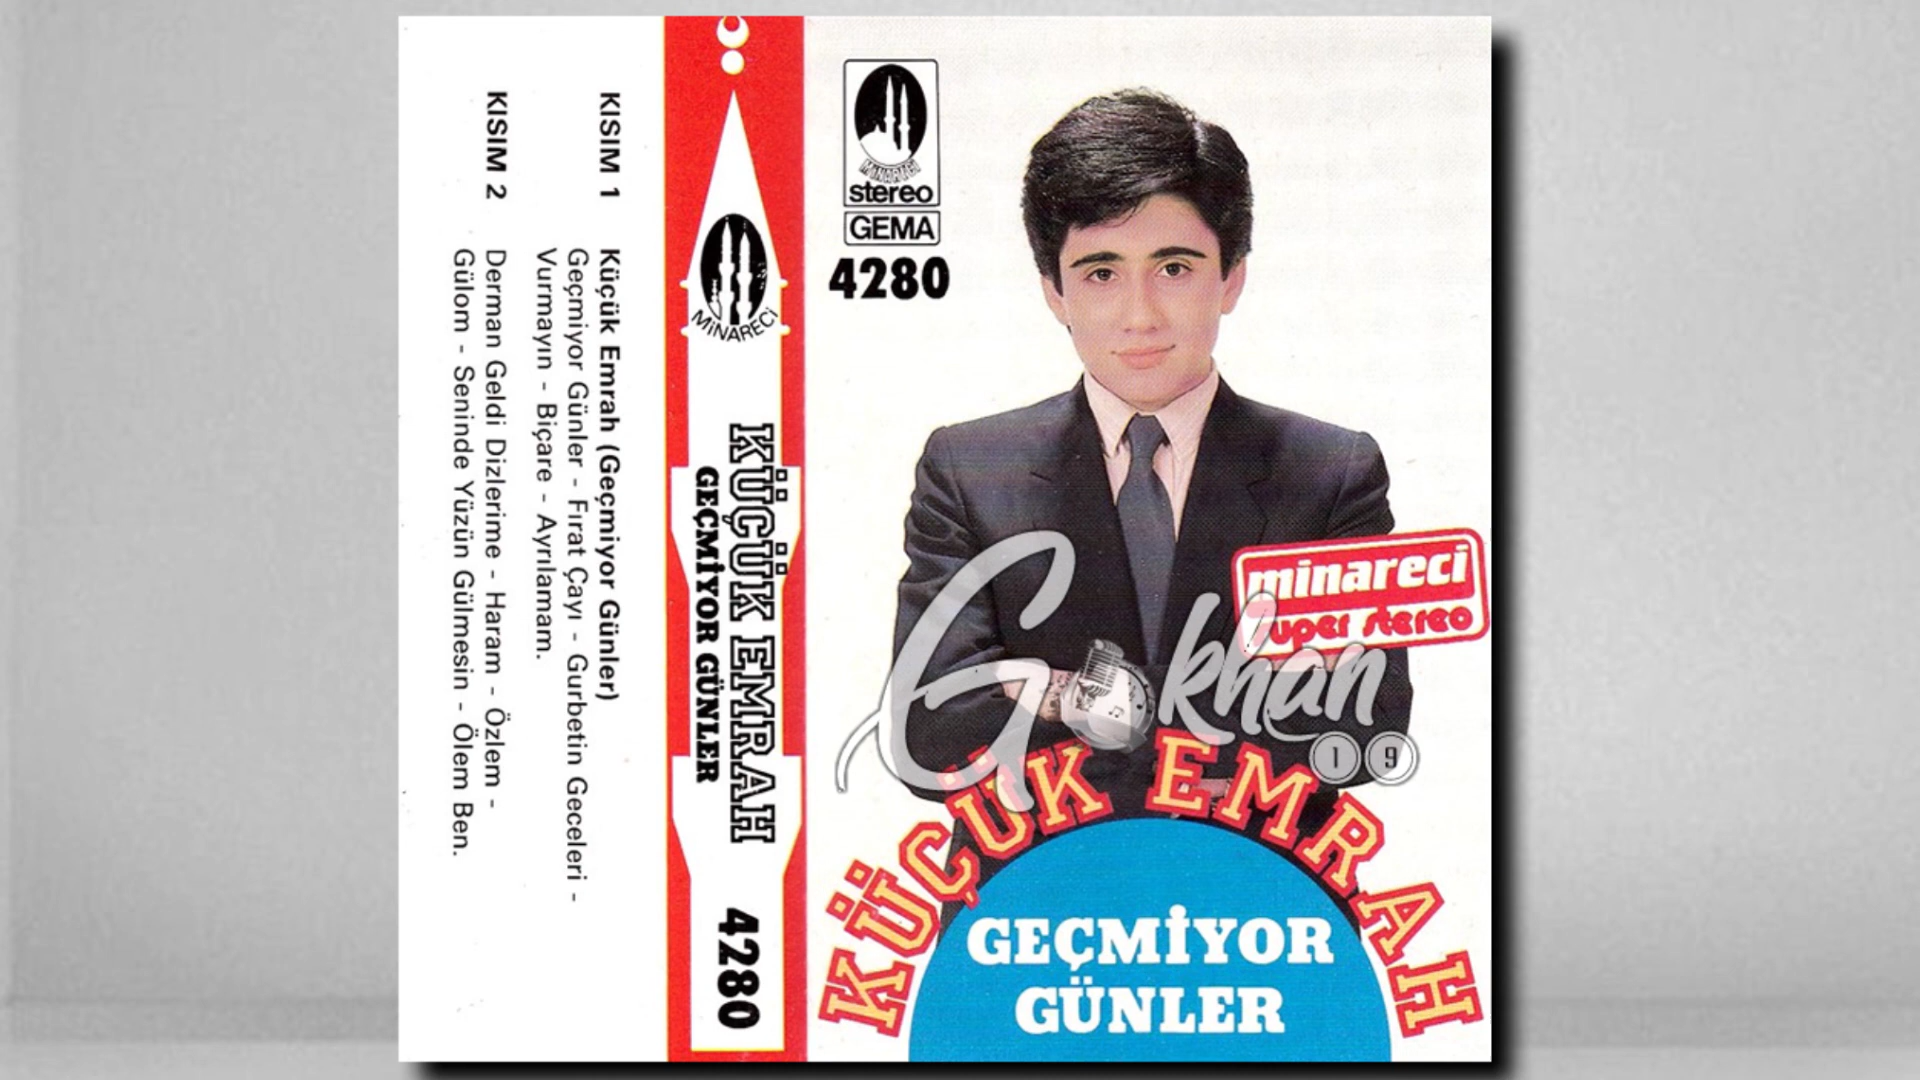 KISIM 1
Küçük Emrah (Geçmiyor Günler)
Geçmiyor Günler - Fırat Çayı - Gurbetin Geceleri -
Vurmayın - Biçare - Ayrılamam.
KISIM 2
Derman Geldi Dizlerime - Haram - Özlem -
Gülom - Seninde Yüzün Gülmesin - Ölem Ben.
MİNARECİ
KÜÇÜK EMRAH
GEÇMİYOR GÜNLER
4280
MİNARECİ
stereo
GEMA
4280
minareci
super stereo
Gökhan
19
KÜÇÜK EMRAH
GEÇMİYOR
GÜNLER